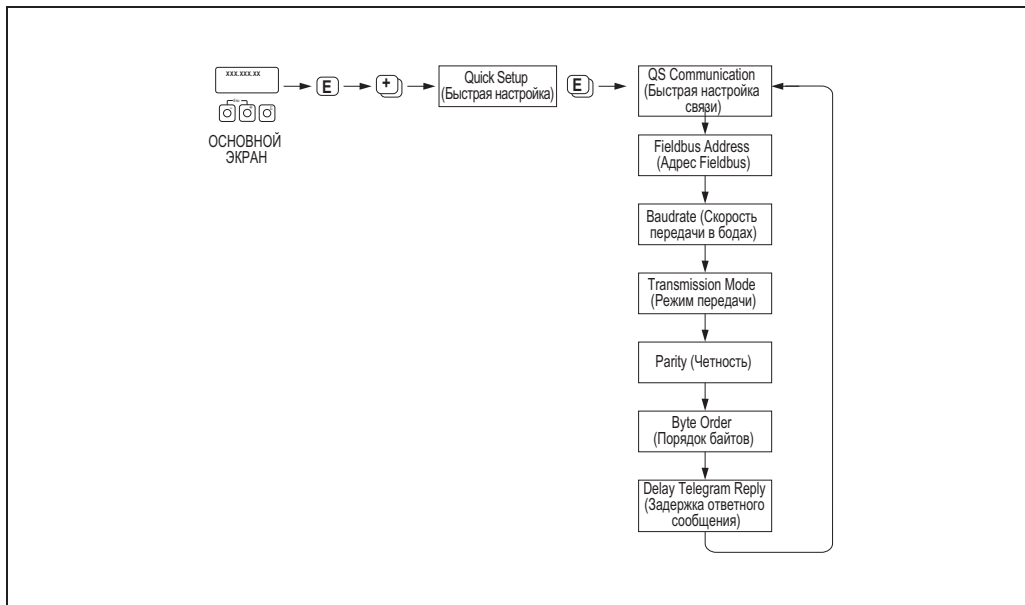 xxx.xxx.xx
Esc
ОСНОВНОЙ
ЭКРАН
E
+
Quick Setup
(Быстрая настройка)
E
QS Communication
(Быстрая настройка
связи)
Fieldbus Address
(Адрес Fieldbus)
Baudrate (Скорость
передачи в бодах)
Transmission Mode
(Режим передачи)
Parity (Четность)
Byte Order
(Порядок байтов)
Delay Telegram Reply
(Задержка ответного
сообщения)